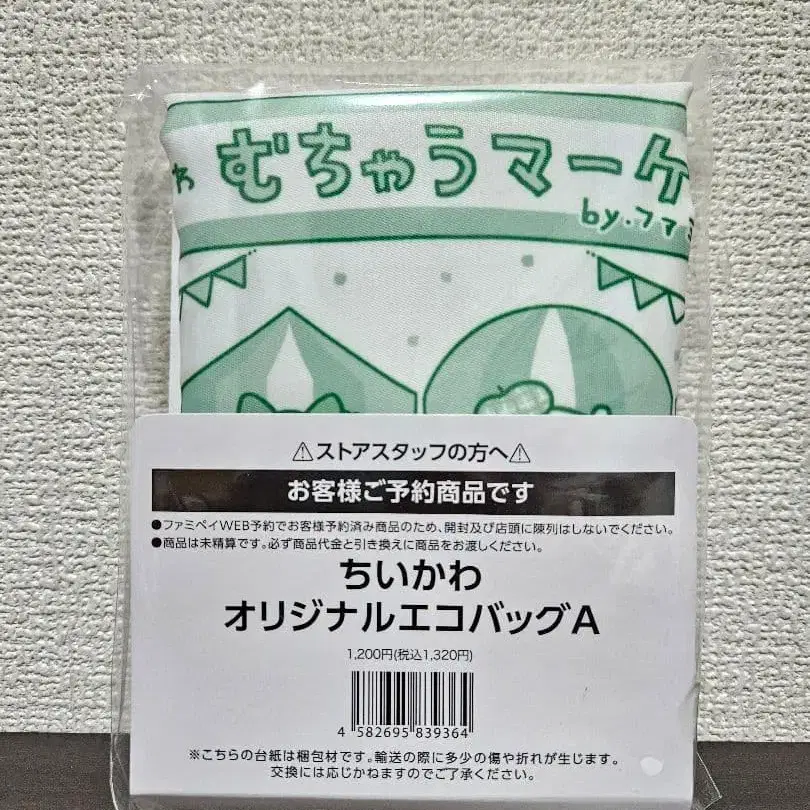 むちゃうマーケ
by.ファミ
⚠ストアスタッフの方へ⚠
お客様ご予約商品です
●ファミペイWEB予約でお客様予約済み商品のため、開封及び店頭に陳列はしないでください。
●商品は未精算です。必ず商品代金と引き換えに商品をお渡しください。
ちいかわ
オリジナルエコバッグA
1,200円(税込1,320円)
4 582695 839364
※こちらの台紙は梱包材です。輸送の際に多少の傷や折れが生じます。
交換には応じかねますのでご了承ください。